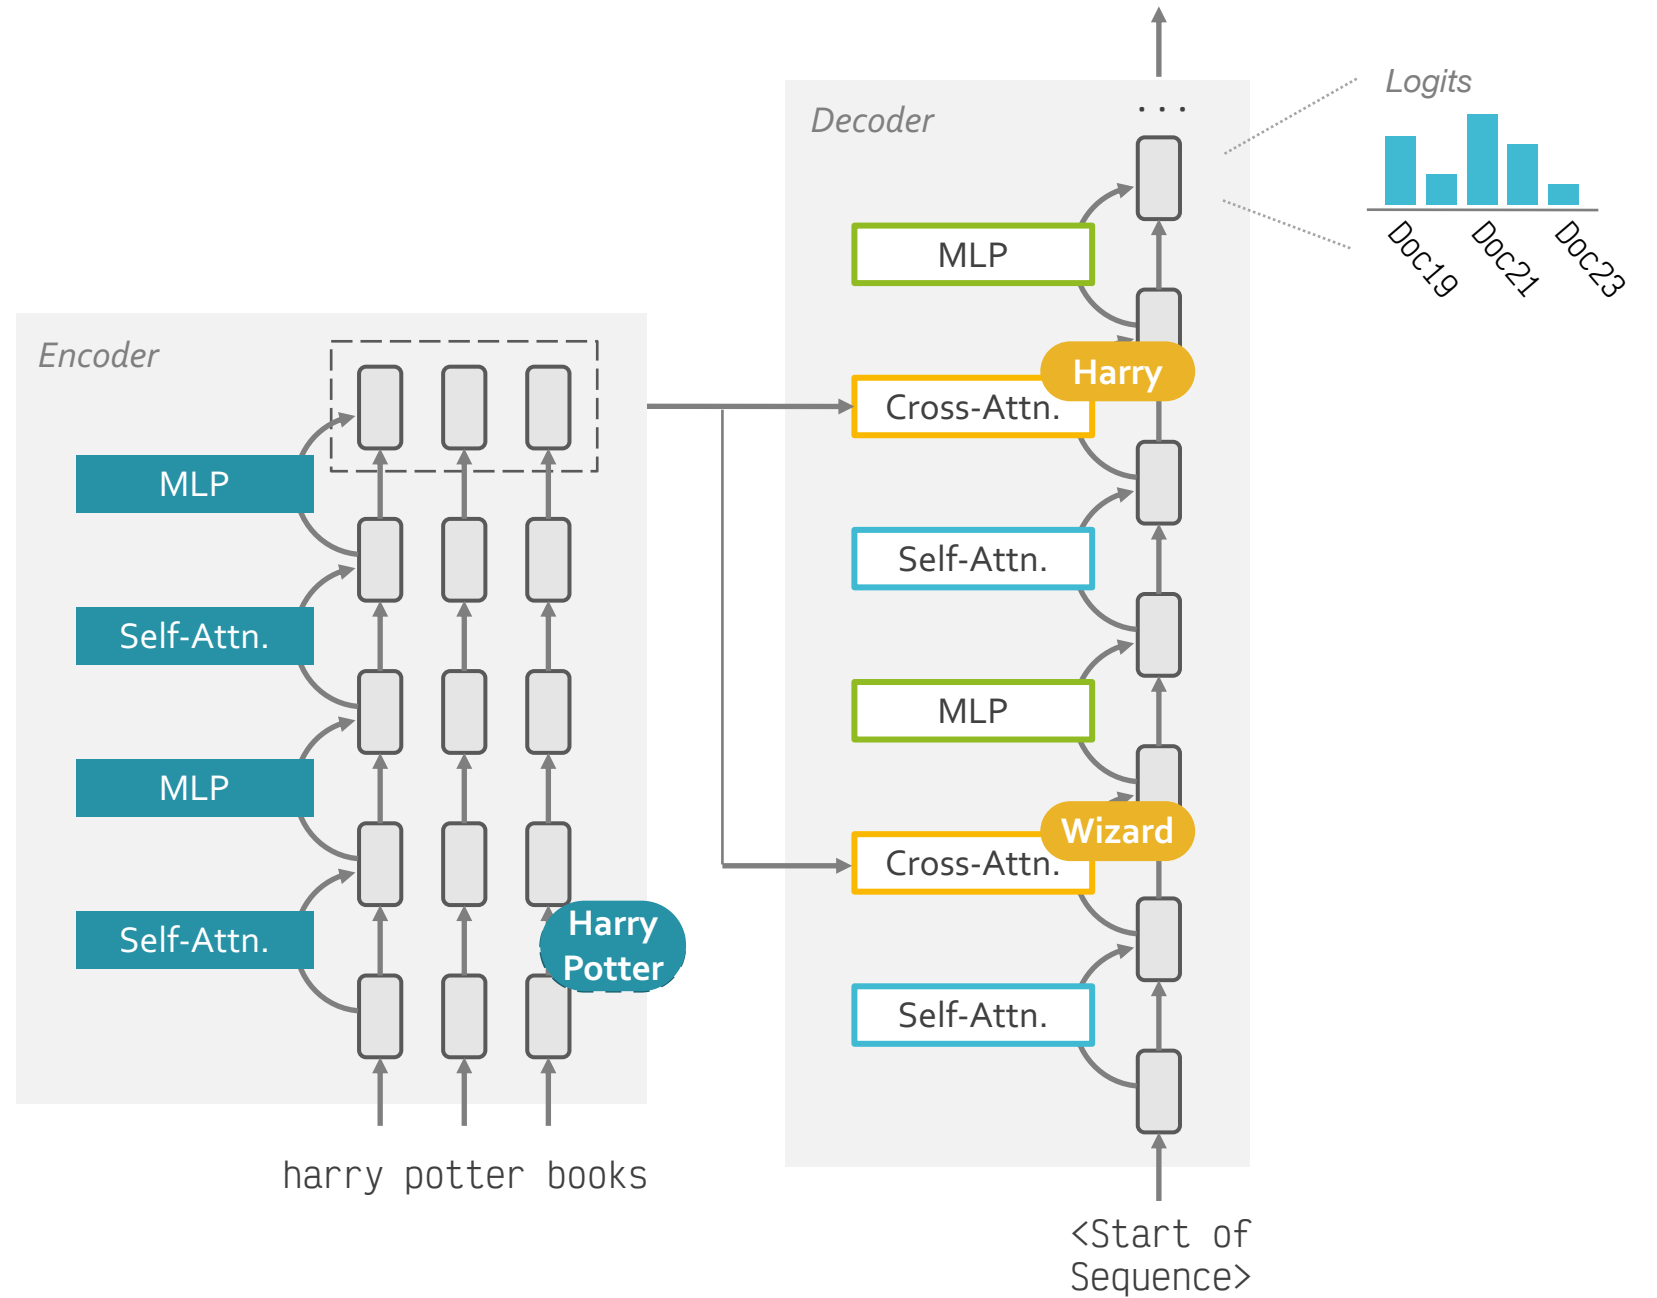 Encoder
MLP
Self-Attn.
MLP
Self-Attn.
Harry
Potter
harry potter books
Decoder
. . .
MLP
Harry
Cross-Attn.
Self-Attn.
MLP
Wizard
Cross-Attn.
Self-Attn.
<Start of
Sequence>
Logits
Doc19
Doc21
Doc23